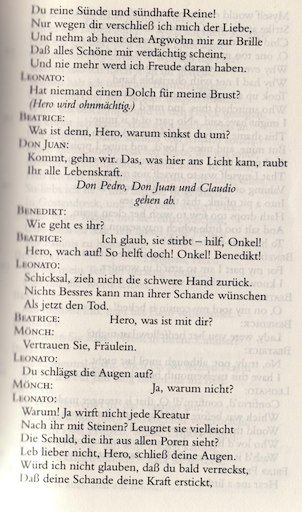 Du reine Sünde und sündhafte Reine!
Nur wegen dir verschließ ich mich der Liebe,
Und nehm ab heut den Argwohn mir zur Brille
Daß alles Schöne mir verdächtig scheint,
Und nie mehr werd ich Freude daran haben.
LEONATO:
Hat niemand einen Dolch für meine Brust?
(Hero wird ohnmächtig.)
BEATRICE:
Was ist denn, Hero, warum sinkst du um?
DON JUAN:
Kommt, gehn wir. Das, was hier ans Licht kam, raubt
Ihr alle Lebenskraft.
Don Pedro, Don Juan und Claudio
gehen ab.
BENEDIKT:
Wie geht es ihr?
BEATRICE: Ich glaub, sie stirbt – hilf, Onkel!
Hero, wach auf! So helft doch! Onkel! Benedikt!
LEONATO:
Schicksal, zieh nicht die schwere Hand zurück.
Nichts Bessres kann man ihrer Schande wünschen
Als jetzt den Tod.
BEATRICE: Hero, was ist mit dir?
MÖNCH:
Vertrauen Sie, Fräulein.
LEONATO:
Du schlägst die Augen auf?
MÖNCH: Ja, warum nicht?
LEONATO:
Warum! Ja wirft nicht jede Kreatur
Nach ihr mit Steinen? Leugnet sie vielleicht
Die Schuld, die ihr aus allen Poren sieht?
Leb lieber nicht, Hero, schließ deine Augen.
Würd ich nicht glauben, daß du bald verreckst,
Daß deine Schande deine Kraft erstickt,